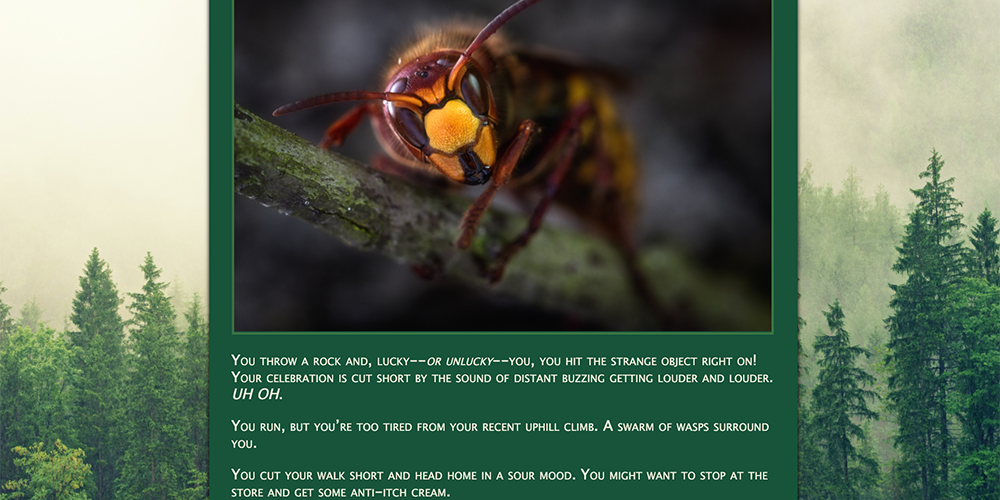 You throw a rock and, lucky--or unlucky--you, you hit the strange object right on!
Your celebration is cut short by the sound of distant buzzing getting louder and louder.
UH OH.
You run, but you're too tired from your recent uphill climb. A swarm of wasps surround
you.
You cut your walk short and head home in a sour mood. You might want to stop at the
store and get some anti-itch cream.